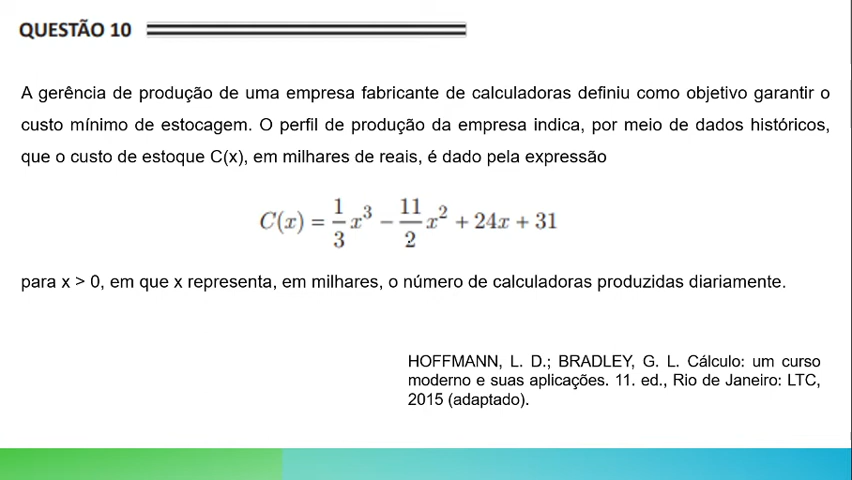 QUESTÃO 10
A gerência de produção de uma empresa fabricante de calculadoras definiu como objetivo garantir o
custo mínimo de estocagem. O perfil de produção da empresa indica, por meio de dados históricos,
que o custo de estoque C(x), em milhares de reais, é dado pela expressão
C(x) = 1/3 x³ − 11/2 x² + 24x + 31
para x > 0, em que x representa, em milhares, o número de calculadoras produzidas diariamente.
HOFFMANN, L. D.; BRADLEY, G. L. Cálculo: um curso
moderno e suas aplicações. 11. ed., Rio de Janeiro: LTC,
2015 (adaptado).